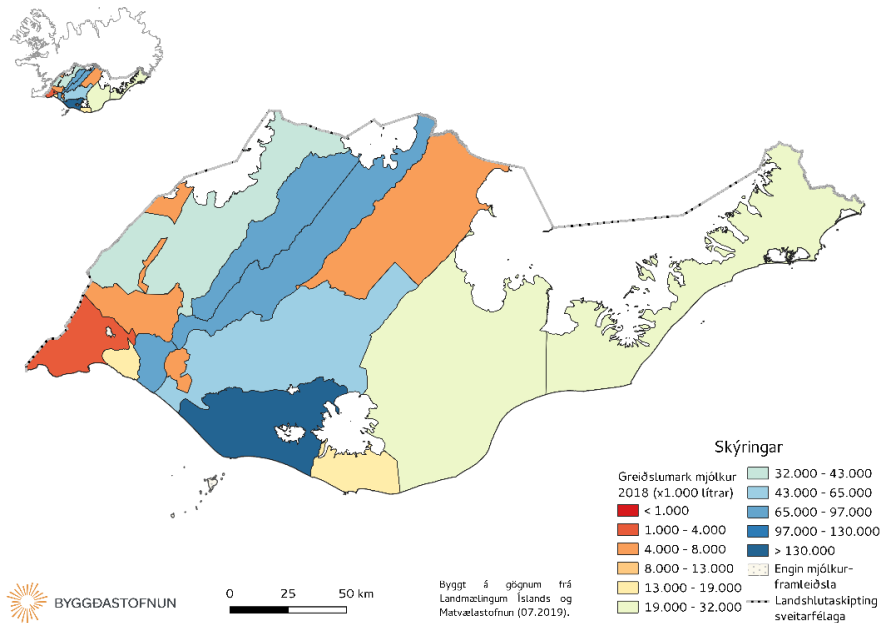 Skýringar
Greiðslumark mjólkur
2018 (x1.000 lítrar)
< 1.000
1.000 - 4.000
4.000 - 8.000
8.000 - 13.000
13.000 - 19.000
19.000 - 32.000
32.000 - 43.000
43.000 - 65.000
65.000 - 97.000
97.000 - 130.000
> 130.000
Engin mjólkur-
framleiðsla
Landshlutaskipting
sveitarfélaga
BYGGÐASTOFNUN
0 25 50 km
Byggt á gögnum frá
Landmælingum Íslands og
Matvælastofnun (07.2019).